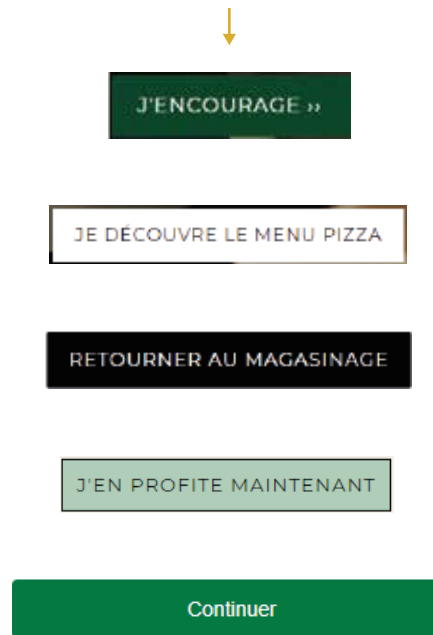 J'ENCOURAGE ››
JE DÉCOUVRE LE MENU PIZZA
RETOURNER AU MAGASINAGE
J'EN PROFITE MAINTENANT
Continuer